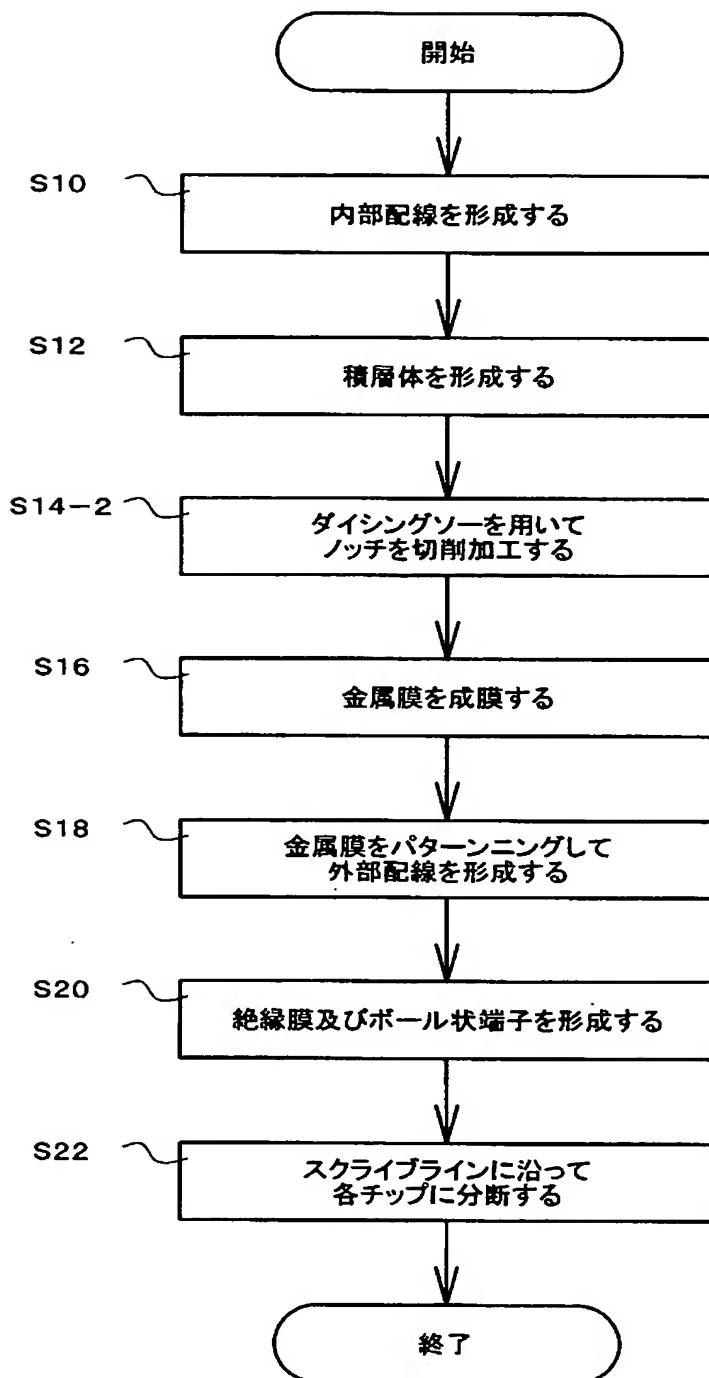 開始
S10
内部配線を形成する
S12
積層体を形成する
S14-2
ダイシングソーを用いて
ノッチを切削加工する
S16
金属膜を成膜する
S18
金属膜をパターンニングして
外部配線を形成する
S20
絶縁膜及びボール状端子を形成する
S22
スクライブラインに沿って
各チップに分断する
終了